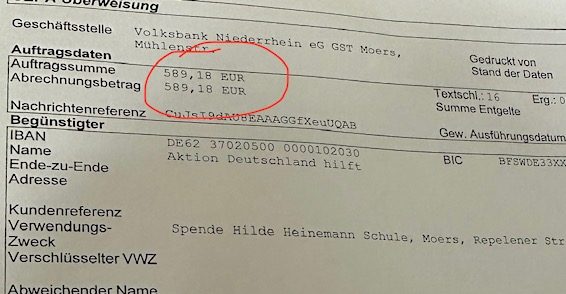 SEPA Überweisung
Geschäftsstelle Volksbank Niederrhein eG GST Moers,
Mühlenstr. Gedruckt von
Auftragsdaten Stand der Daten
Auftragssumme 589,18 EUR
Abrechnungsbetrag 589,18 EUR Textschl.: 16 Erg.: 0
Summe Entgelte
Nachrichtenreferenz
Begünstigter Gew. Ausführungsdatum
IBAN DE62 37020500 0000102030 BIC BFSWDE33XX
Name Aktion Deutschland hilft
Ende-zu-Ende
Adresse
Kundenreferenz
Verwendungs- Spende Hilde Heinemann Schule, Moers, Repelener Str
Zweck
Verschlüsselter VWZ
Abweichender Name